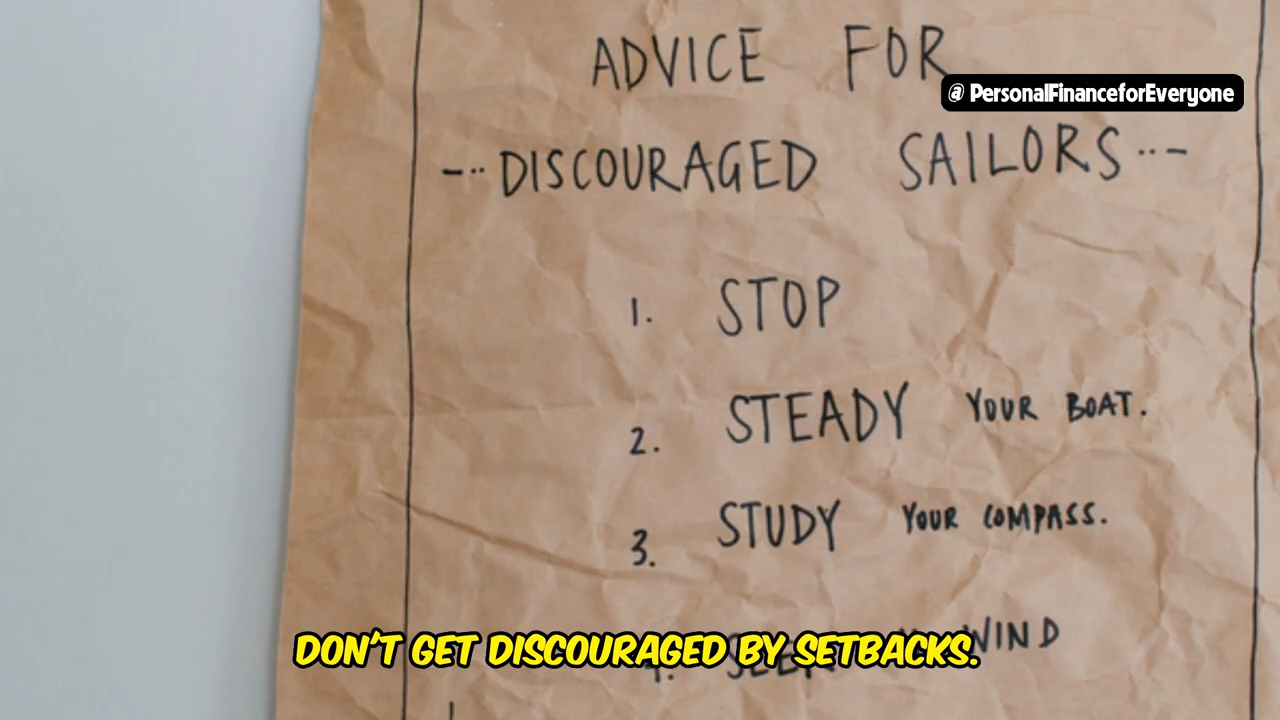 ADVICE FOR
@ PersonalFinanceforEveryone
-·· DISCOURAGED SAILORS ··-
1. STOP
2. STEADY YOUR BOAT.
3. STUDY YOUR COMPASS.
4. WIND
DON'T GET DISCOURAGED BY SETBACKS.